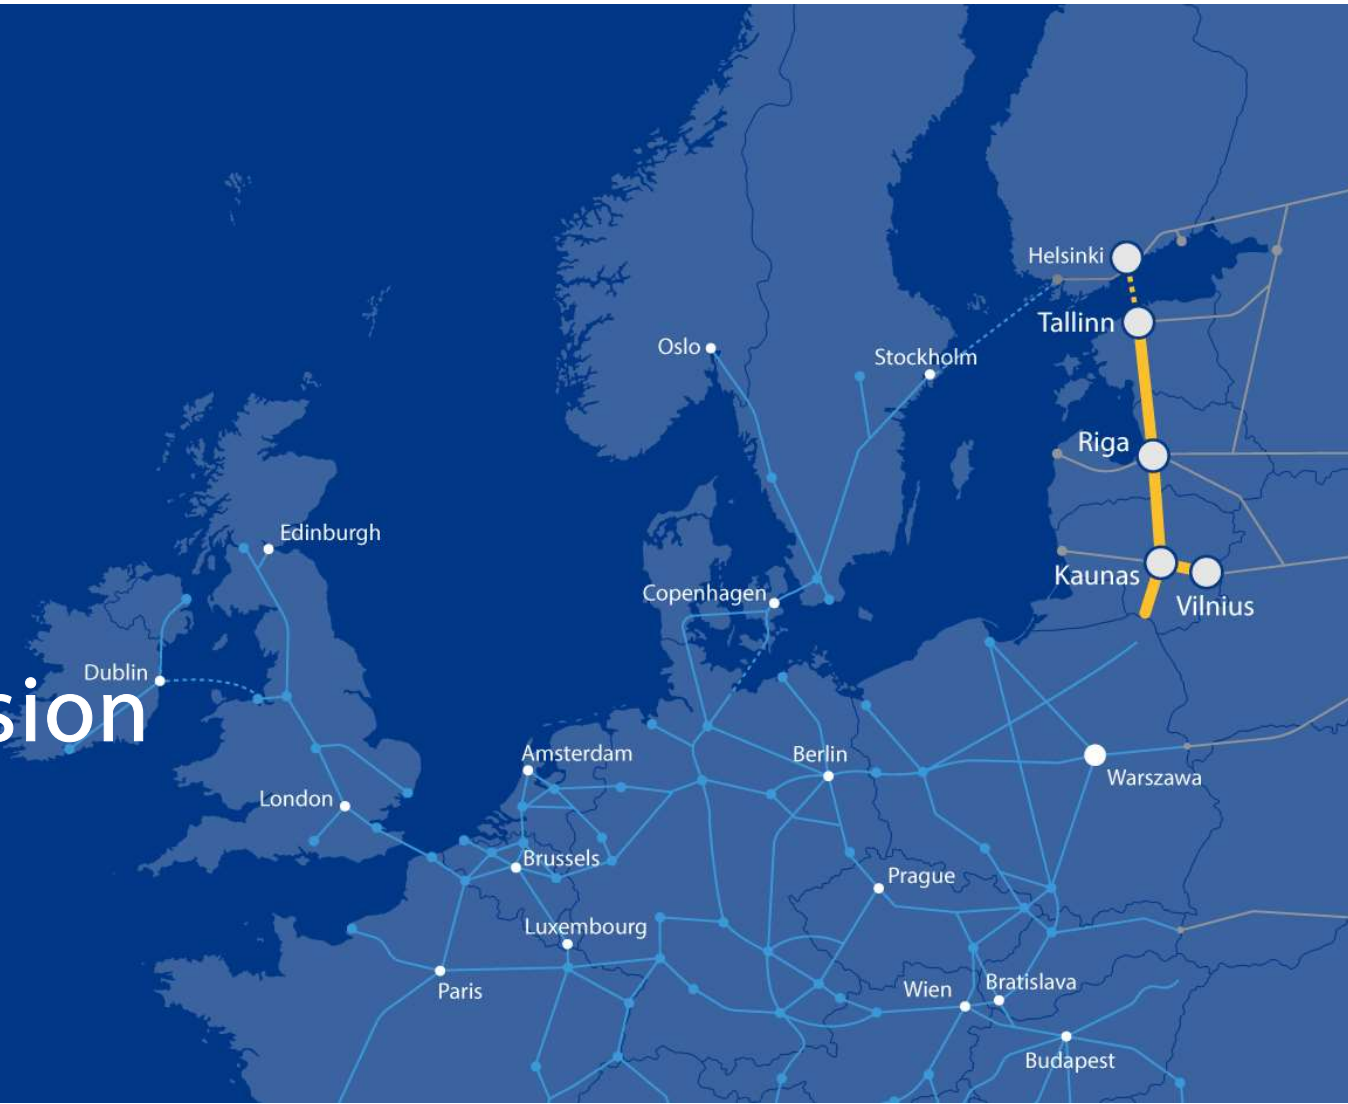 Helsinki
Tallinn
Oslo
Stockholm
Riga
Edinburgh
Kaunas
Copenhagen
Vilnius
Dublin
sion
Amsterdam
Berlin
Warszawa
London
Brussels
Prague
Luxembourg
Wien
Bratislava
Paris
Budapest